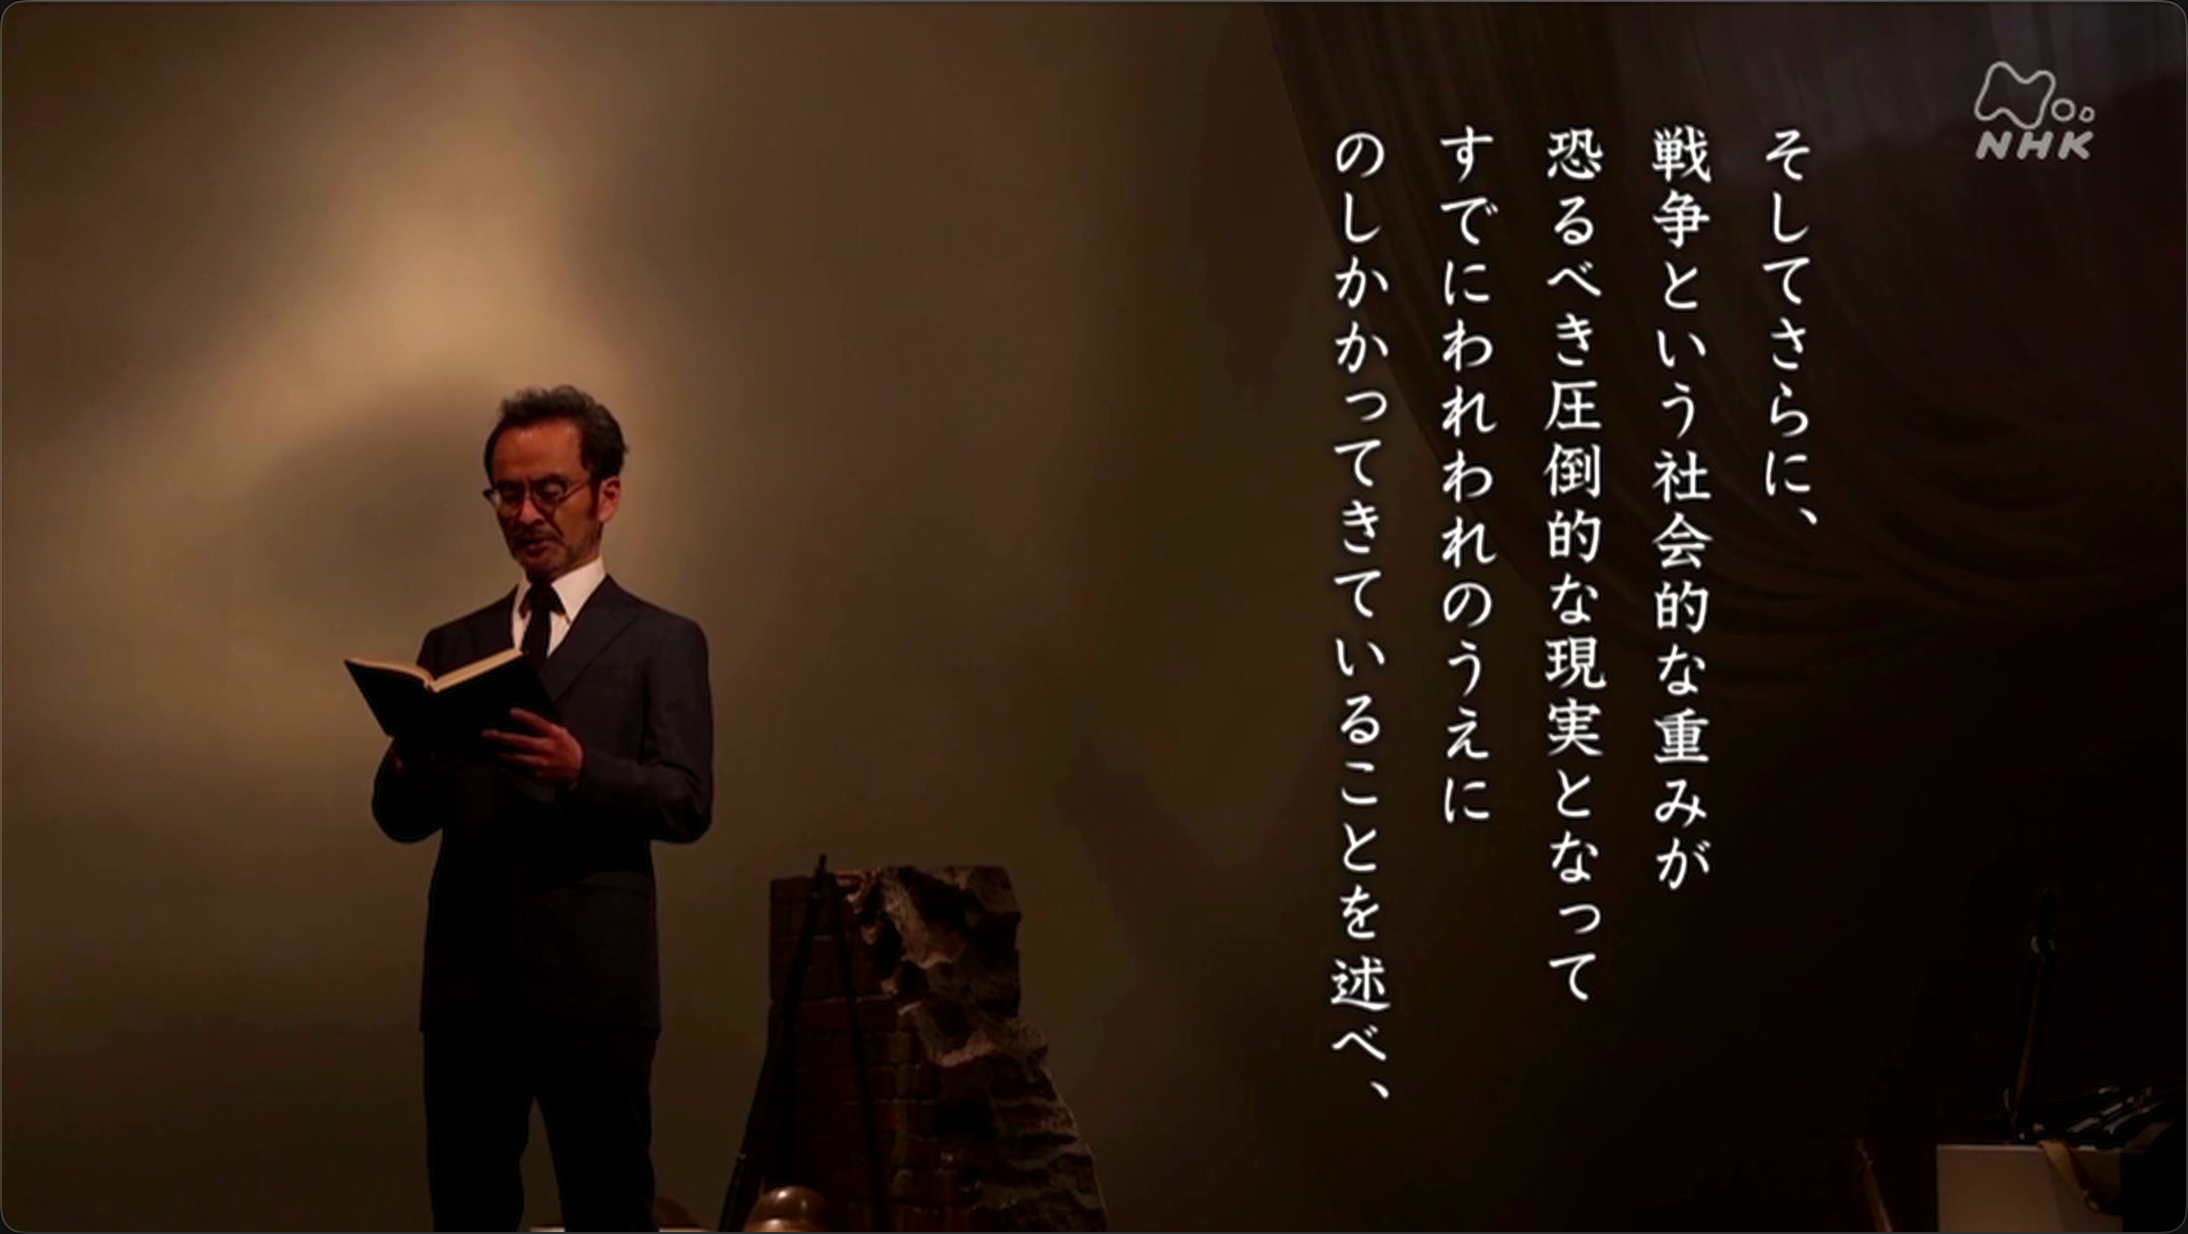 そしてさらに、
戦争という社会的な重みが
恐るべき圧倒的な現実となって
すでにわれわれのうえに
のしかかってきていることを述べ、
NHK